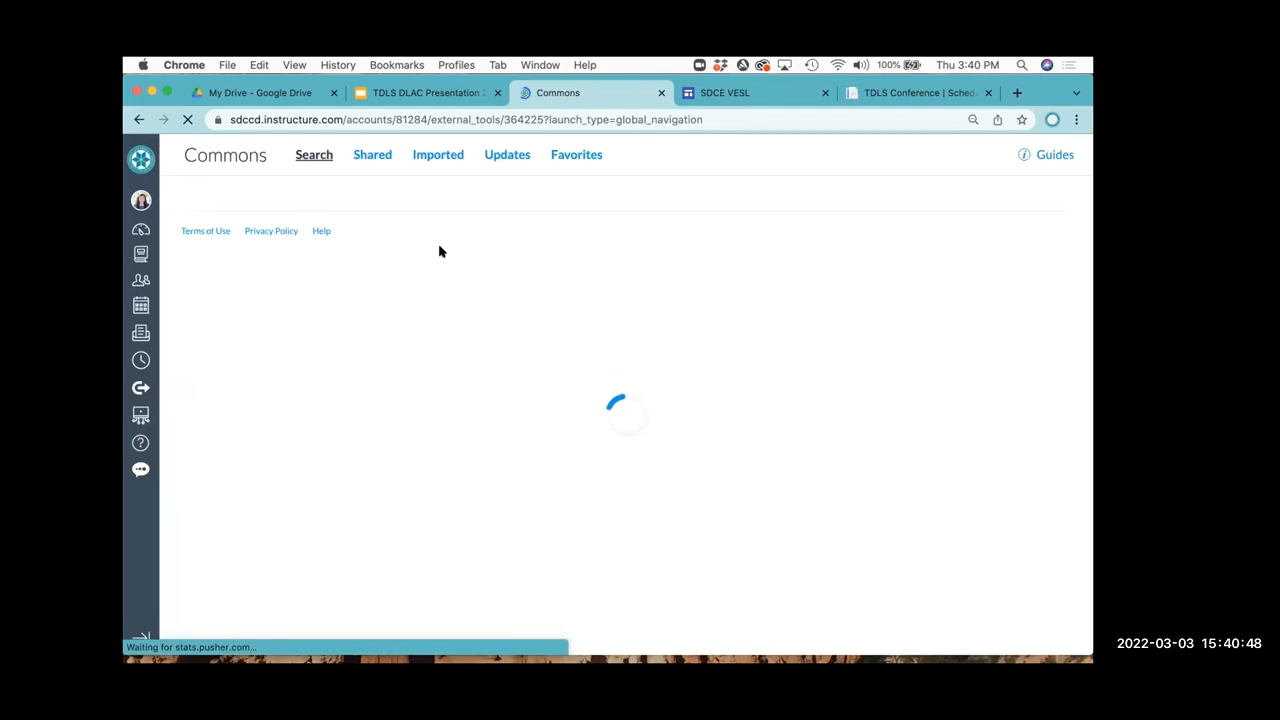 Chrome File Edit View History Bookmarks Profiles Tab Window Help 100% Thu 3:40 PM
My Drive - Google Drive TDLS DLAC Presentation 2 Commons SDCE VESL TDLS Conference | Sched
sdccd.instructure.com/accounts/81284/external_tools/364225?launch_type=global_navigation
Commons Search Shared Imported Updates Favorites Guides
Terms of Use Privacy Policy Help
Waiting for stats.pusher.com...
2022-03-03 15:40:48